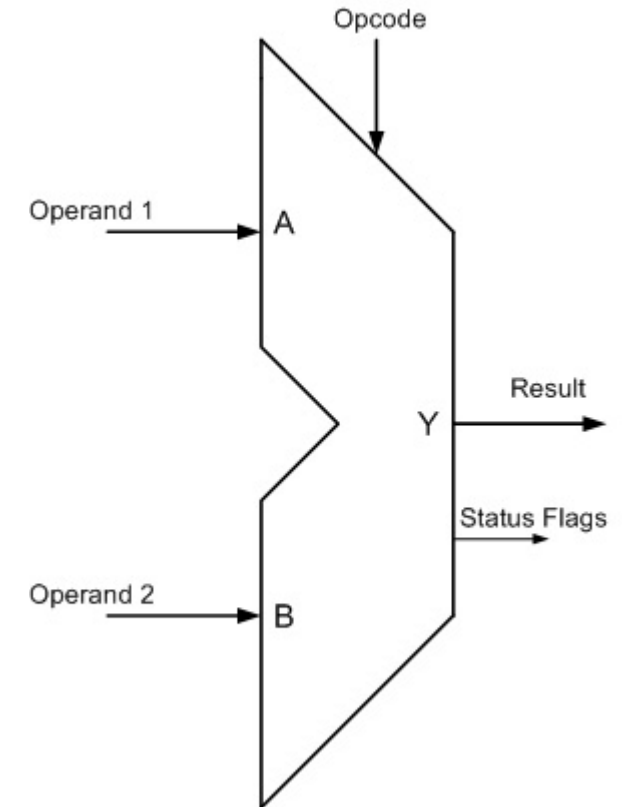 Opcode
Operand 1
A
Result
Y
Status Flags
Operand 2
B